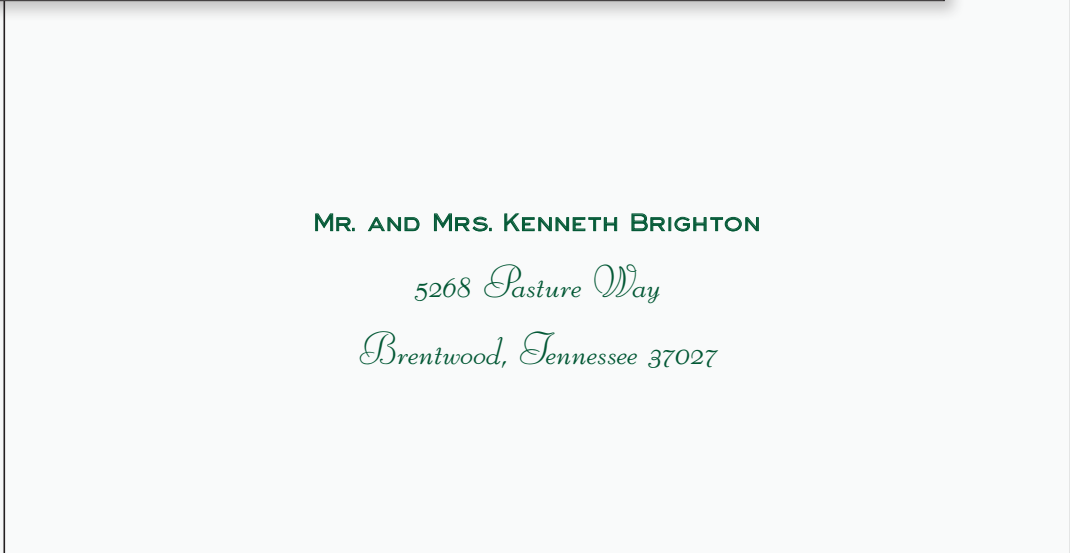 Mr. and Mrs. Kenneth Brighton
5268 Pasture Way
Brentwood, Tennessee 37027